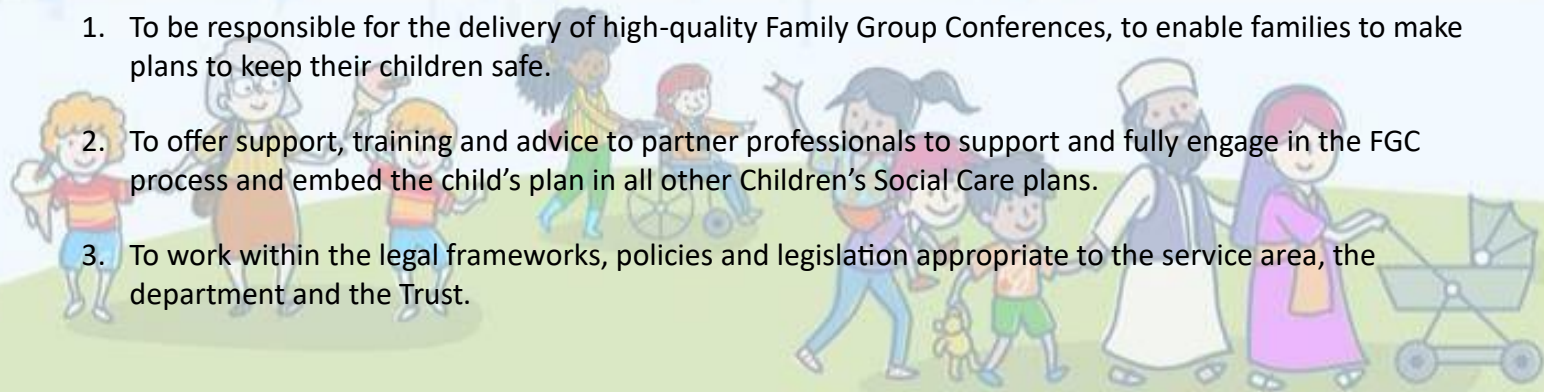 1. To be responsible for the delivery of high-quality Family Group Conferences, to enable families to make
plans to keep their children safe.
2. To offer support, training and advice to partner professionals to support and fully engage in the FGC
process and embed the child's plan in all other Children's Social Care plans.
3. To work within the legal frameworks, policies and legislation appropriate to the service area, the
department and the Trust.